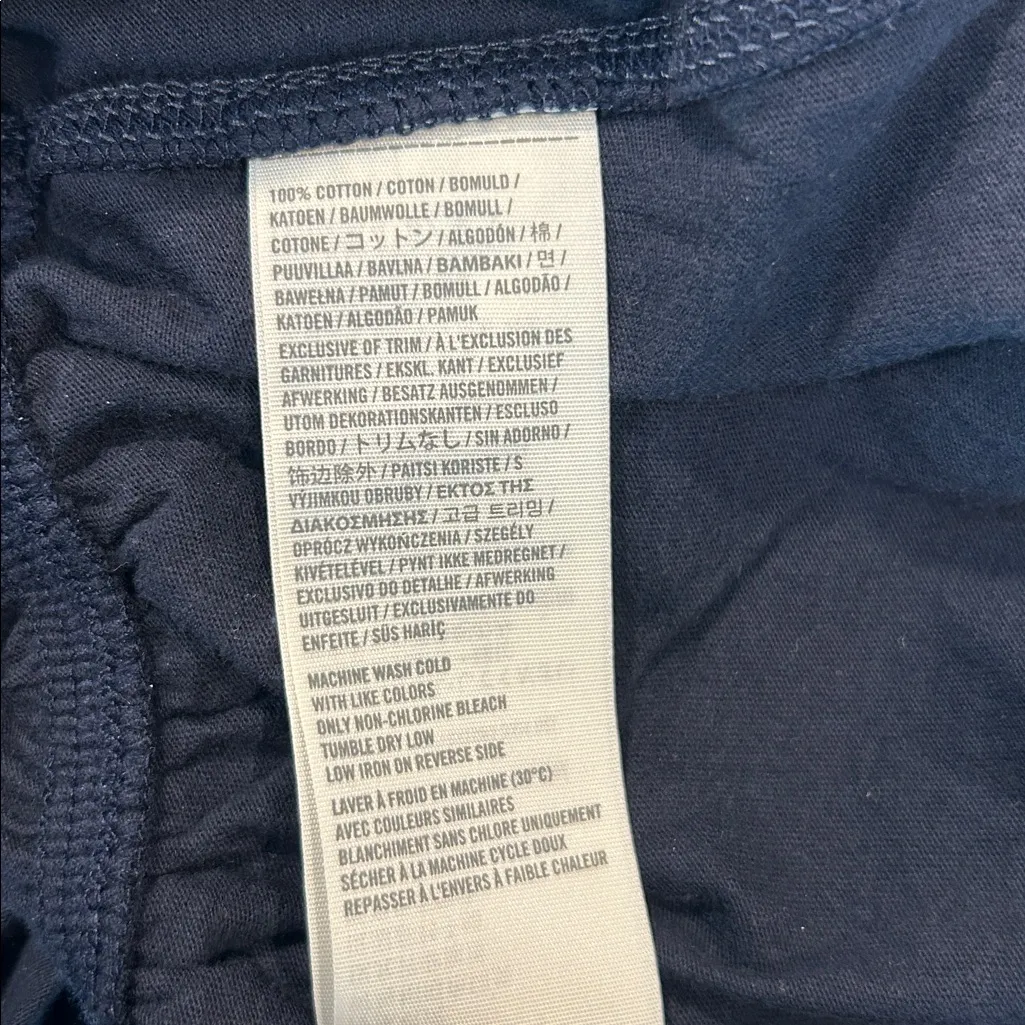 100% COTTON / COTON / BOMULD /
KATOEN / BAUMWOLLE / BOMULL /
COTONE / コットン / ALGODÓN / 棉 /
PUUVILLAA / BAVLNA / BAMBAKI / 면 /
BAWEŁNA / PAMUT / BOMULL / ALGODÃO /
KATOEN / ALGODÃO / PAMUK
EXCLUSIVE OF TRIM / À L'EXCLUSION DES
GARNITURES / EKSKL. KANT / EXCLUSIEF
AFWERKING / BESATZ AUSGENOMMEN /
UTOM DEKORATIONSKANTEN / ESCLUSO
BORDO / トリムなし / SIN ADORNO /
饰边除外 / PAITSI KORISTE / S
VÝJIMKOU OBRUBY / ΕΚΤΟΣ ΤΗΣ
ΔΙΑΚΟΣΜΗΣΗΣ / 고급 트리밍 /
OPRÓCZ WYKOŃCZENIA / SZEGÉLY
KIVÉTELÉVEL / PYNT IKKE MEDREGNET /
EXCLUSIVO DO DETALHE / AFWERKING
UITGESLUIT / EXCLUSIVAMENTE DO
ENFEITE / SÜS HARİÇ
MACHINE WASH COLD
WITH LIKE COLORS
ONLY NON-CHLORINE BLEACH
TUMBLE DRY LOW
LOW IRON ON REVERSE SIDE
LAVER À FROID EN MACHINE (30°C)
AVEC COULEURS SIMILAIRES
BLANCHIMENT SANS CHLORE UNIQUEMENT
SÉCHER À LA MACHINE CYCLE DOUX
REPASSER À L'ENVERS À FAIBLE CHALEUR